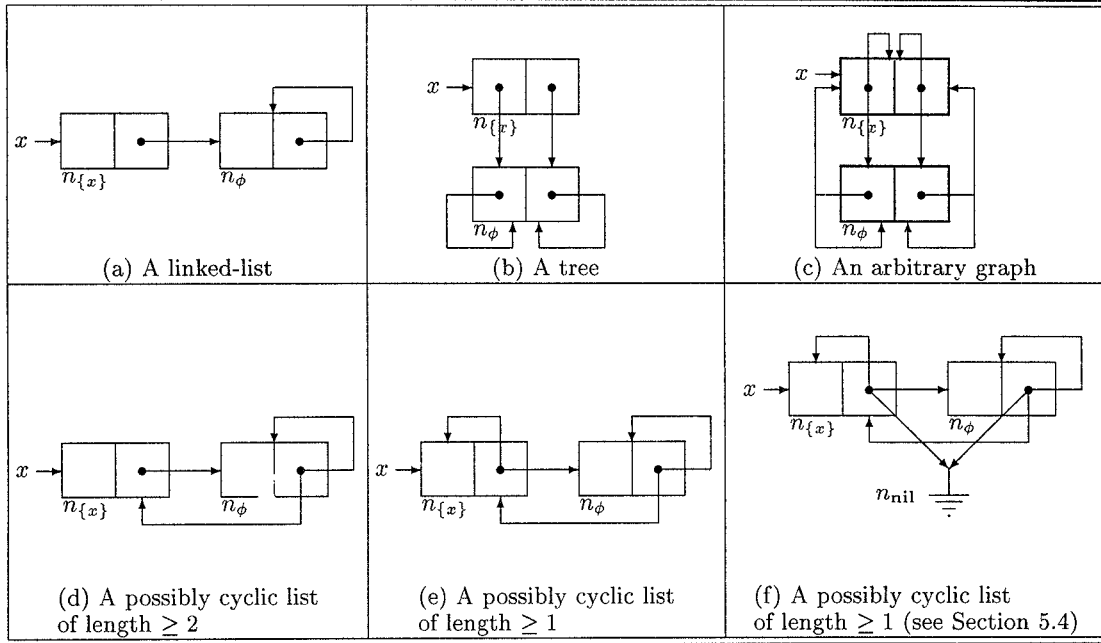 x
n{x}
nϕ
(a) A linked-list
x
n{x}
nϕ
(b) A tree
x
n{x}
nϕ
(c) An arbitrary graph
x
n{x}
nϕ
(d) A possibly cyclic list
of length ≥ 2
x
n{x}
nϕ
(e) A possibly cyclic list
of length ≥ 1
x
n{x}
nϕ
nnil
(f) A possibly cyclic list
of length ≥ 1 (see Section 5.4)